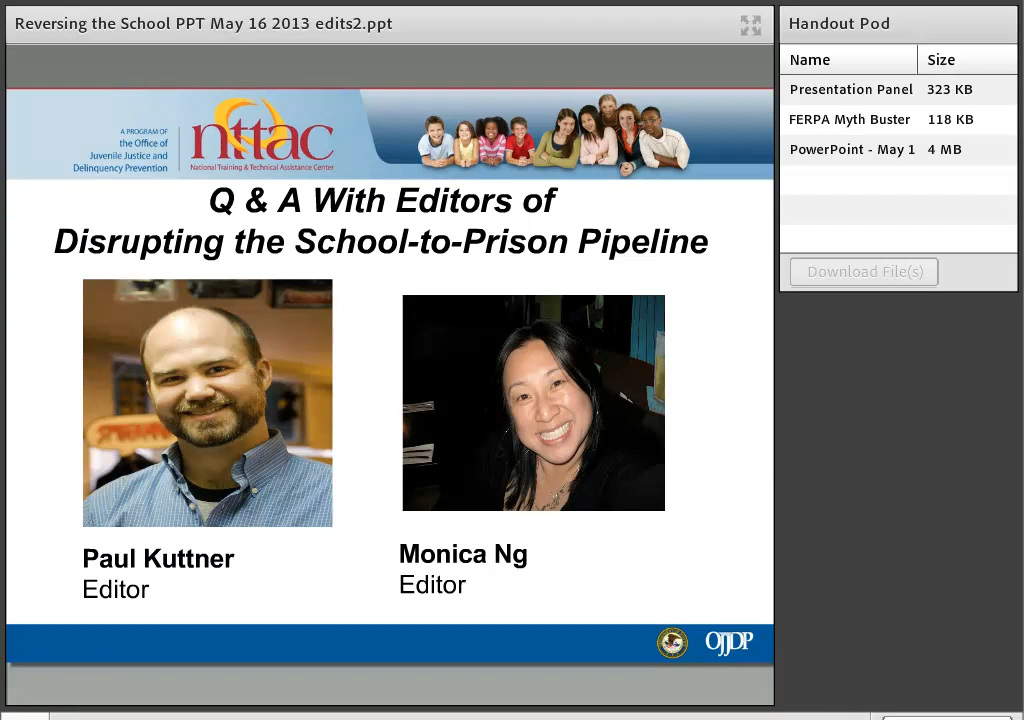 Reversing the School PPT May 16 2013 edits2.ppt
Handout Pod
Name Size
Presentation Panel 323 KB
FERPA Myth Buster 118 KB
PowerPoint - May 1 4 MB
Download File(s)
A PROGRAM OF
the Office of
Juvenile Justice and
Delinquency Prevention
nttac
National Training & Technical Assistance Center
Q & A With Editors of
Disrupting the School-to-Prison Pipeline
Paul Kuttner
Editor
Monica Ng
Editor
OJJDP